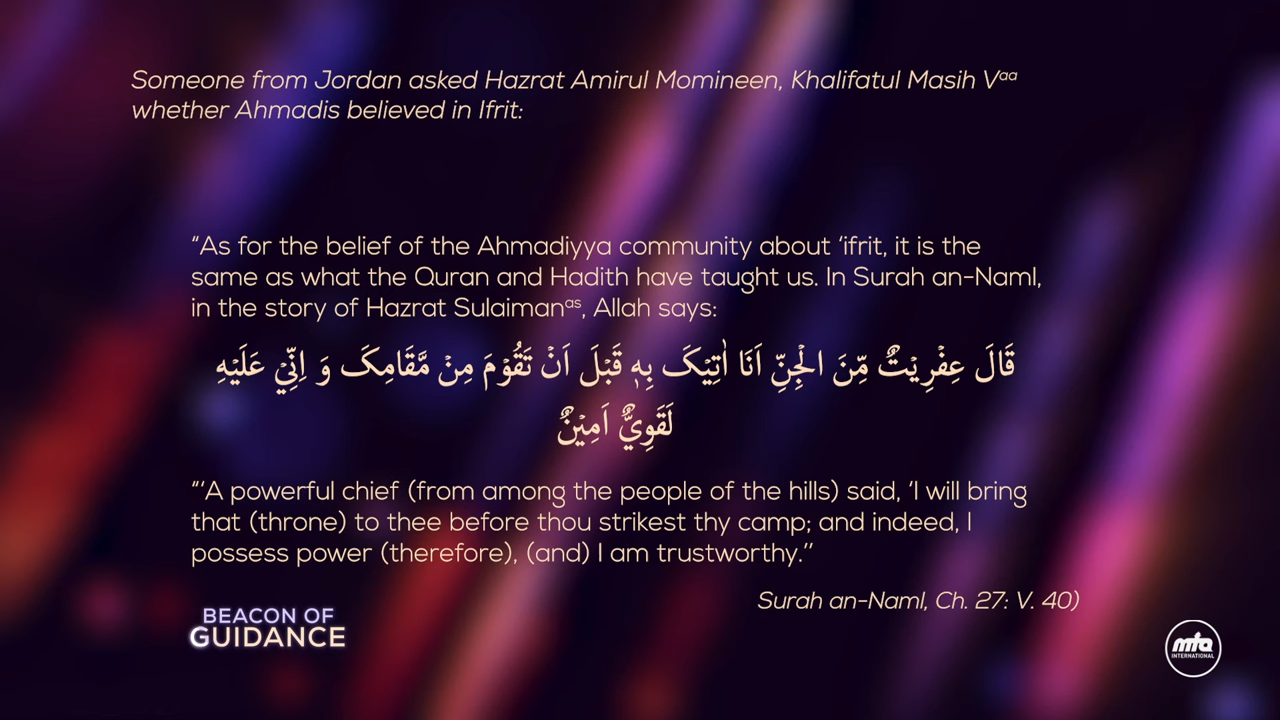 Someone from Jordan asked Hazrat Amirul Momineen, Khalifatul Masih Vᵃᵃ
whether Ahmadis believed in Ifrit:
“As for the belief of the Ahmadiyya community about ‘ifrit, it is the
same as what the Quran and Hadith have taught us. In Surah an-Naml,
in the story of Hazrat Sulaimanᵃˢ, Allah says:
قَالَ عِفْرِيْتٌ مِّنَ الْجِنِّ اَنَا اٰتِيْکَ بِهٖ قَبْلَ اَنْ تَقُوْمَ مِنْ مَّقَامِکَ وَ اِنِّيْ عَلَيْهِ
لَقَوِيٌّ اَمِيْنٌ
“‘A powerful chief (from among the people of the hills) said, ‘I will bring
that (throne) to thee before thou strikest thy camp; and indeed, I
possess power (therefore), (and) I am trustworthy.’’
Surah an-Naml, Ch. 27: V. 40)
BEACON OF
GUIDANCE
mta
INTERNATIONAL